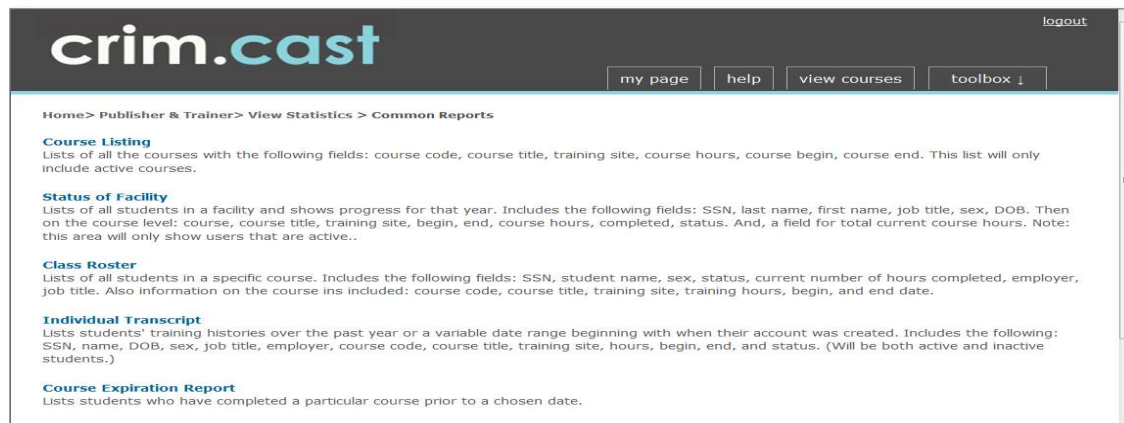 logout
crim.cast
my page help view courses toolbox ↓
Home> Publisher & Trainer> View Statistics > Common Reports
Course Listing
Lists of all the courses with the following fields: course code, course title, training site, course hours, course begin, course end. This list will only
include active courses.
Status of Facility
Lists of all students in a facility and shows progress for that year. Includes the following fields: SSN, last name, first name, job title, sex, DOB. Then
on the course level: course, course title, training site, begin, end, course hours, completed, status. And, a field for total current course hours. Note:
this area will only show users that are active..
Class Roster
Lists of all students in a specific course. Includes the following fields: SSN, student name, sex, status, current number of hours completed, employer,
job title. Also information on the course ins included: course code, course title, training site, training hours, begin, and end date.
Individual Transcript
Lists students' training histories over the past year or a variable date range beginning with when their account was created. Includes the following:
SSN, name, DOB, sex, job title, employer, course code, course title, training site, hours, begin, end, and status. (Will be both active and inactive
students.)
Course Expiration Report
Lists students who have completed a particular course prior to a chosen date.